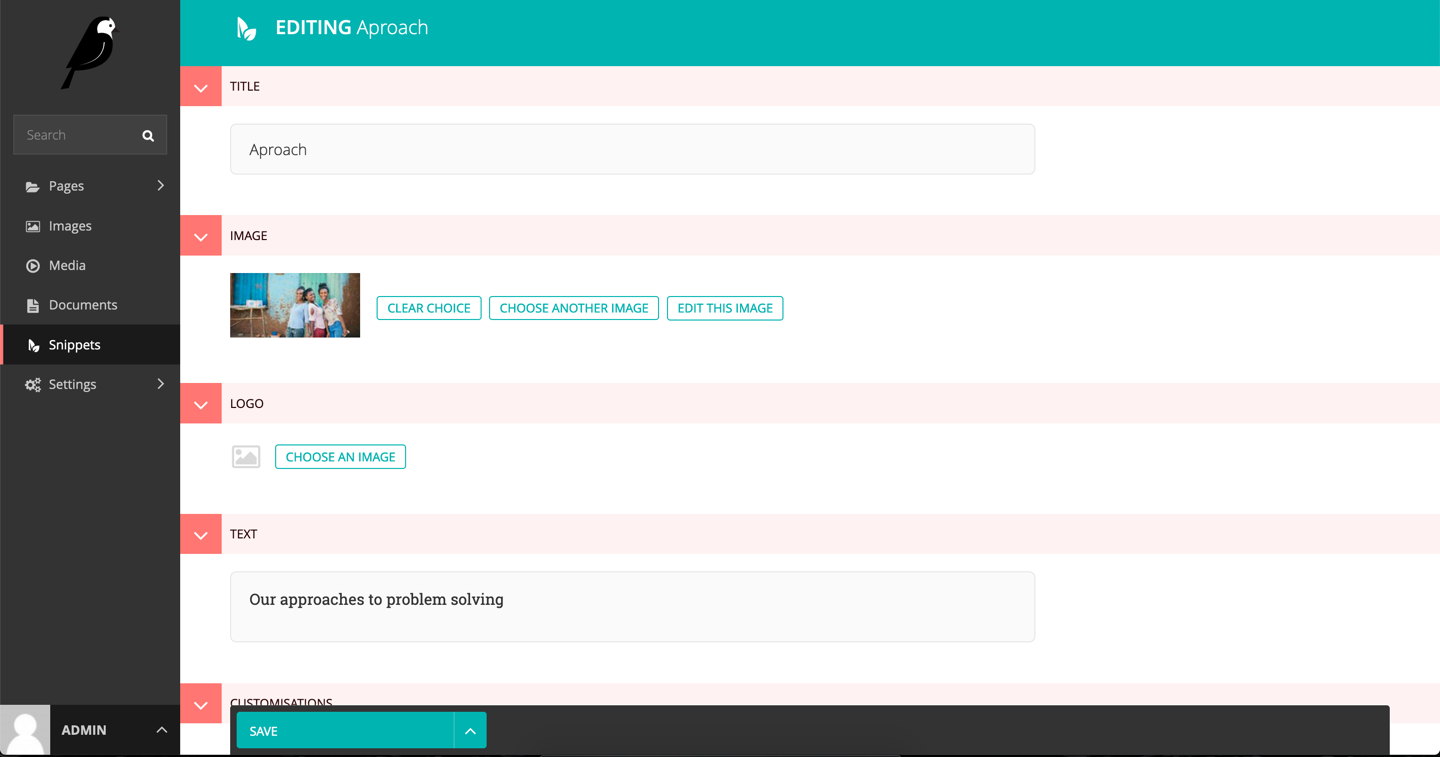 EDITING Aproach
Search
Pages
Images
Media
Documents
Snippets
Settings
ADMIN
TITLE
Aproach
IMAGE
CLEAR CHOICE
CHOOSE ANOTHER IMAGE
EDIT THIS IMAGE
LOGO
CHOOSE AN IMAGE
TEXT
Our approaches to problem solving
CUSTOMISATIONS
SAVE